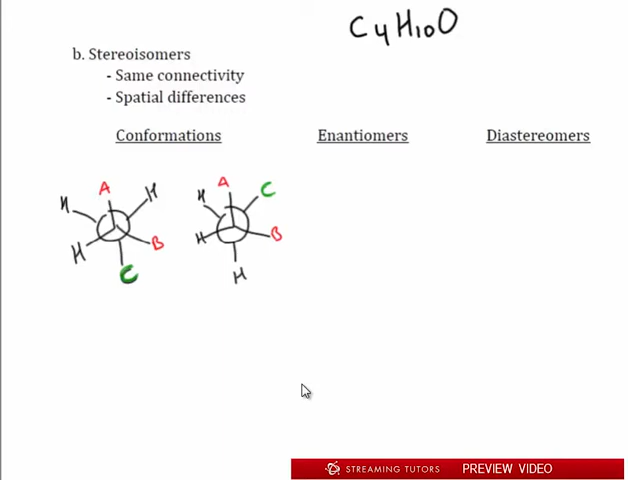 C4H10O
b. Stereoisomers
- Same connectivity
- Spatial differences
Conformations Enantiomers Diastereomers
A H H H B C
A C H H B H
STREAMING TUTORS PREVIEW VIDEO